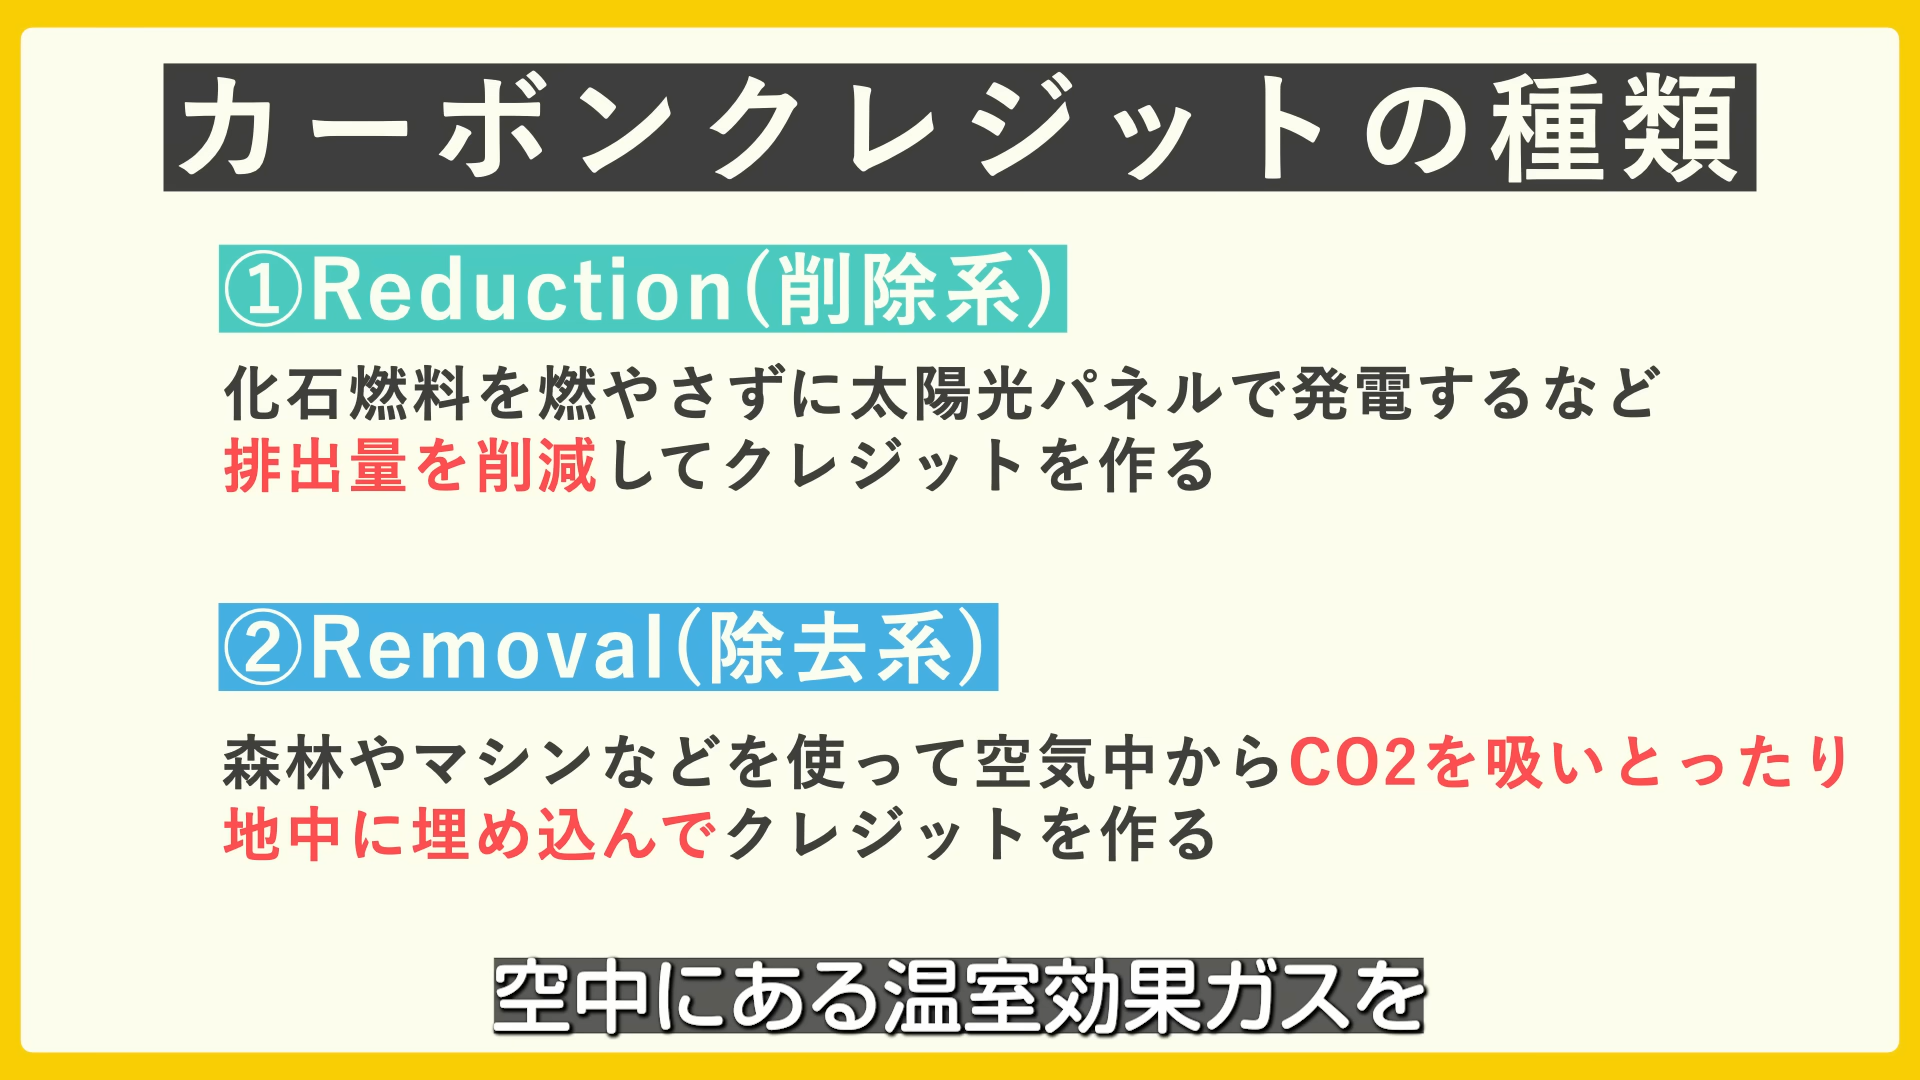 カーボンクレジットの種類
①Reduction(削除系)
化石燃料を燃やさずに太陽光パネルで発電するなど
排出量を削減してクレジットを作る
②Removal(除去系)
森林やマシンなどを使って空気中からCO2を吸いとったり
地中に埋め込んでクレジットを作る
空中にある温室効果ガスを